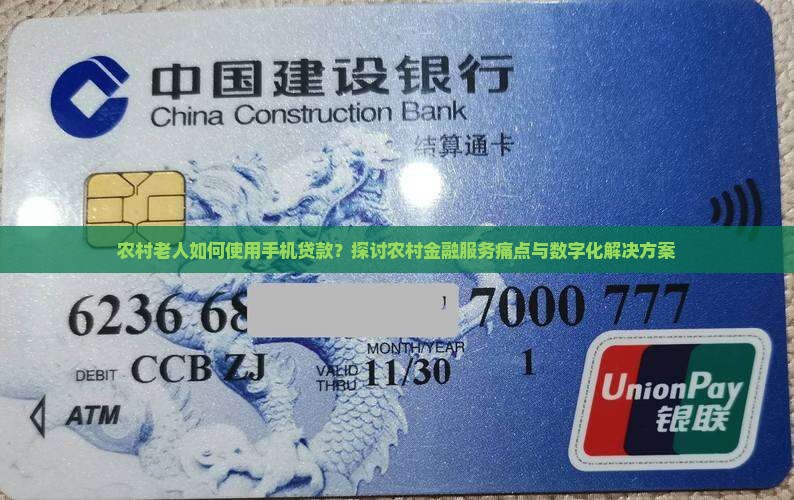 中国建设银行
China Construction Bank
结算通卡
农村老人如何使用手机贷款？探讨农村金融服务痛点与数字化解决方案
6236 68 7000 777
MONTH/YEAR
DEBIT CCB ZJ VALID THRU 11/30 1
ATM
UnionPay
银联